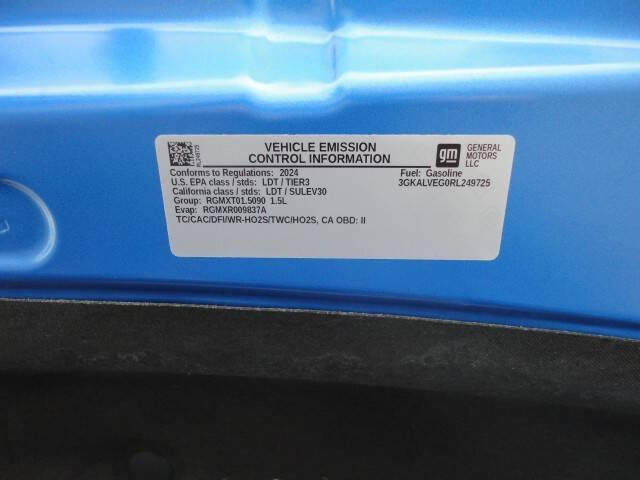 RL249725
VEHICLE EMISSION
CONTROL INFORMATION
gm
GENERAL
MOTORS
LLC
Conforms to Regulations: 2024
Fuel: Gasoline
U.S. EPA class / stds: LDT / TIER3
3GKALVEG0RL249725
California class / stds: LDT / SULEV30
Group: RGMXT01.5090 1.5L
Evap: RGMXR009837A
TC/CAC/DFI/WR-HO2S/TWC/HO2S, CA OBD: II